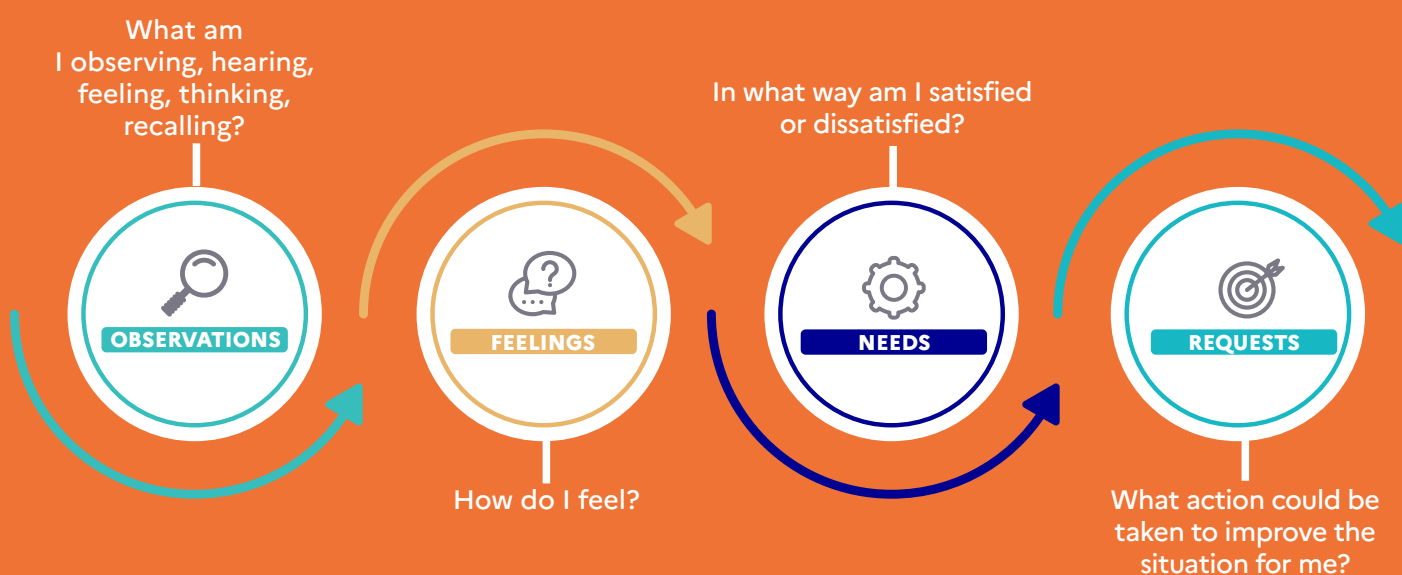 What am
I observing, hearing,
feeling, thinking,
recalling?
OBSERVATIONS
FEELINGS
How do I feel?
In what way am I satisfied
or dissatisfied?
NEEDS
REQUESTS
What action could be
taken to improve the
situation for me?